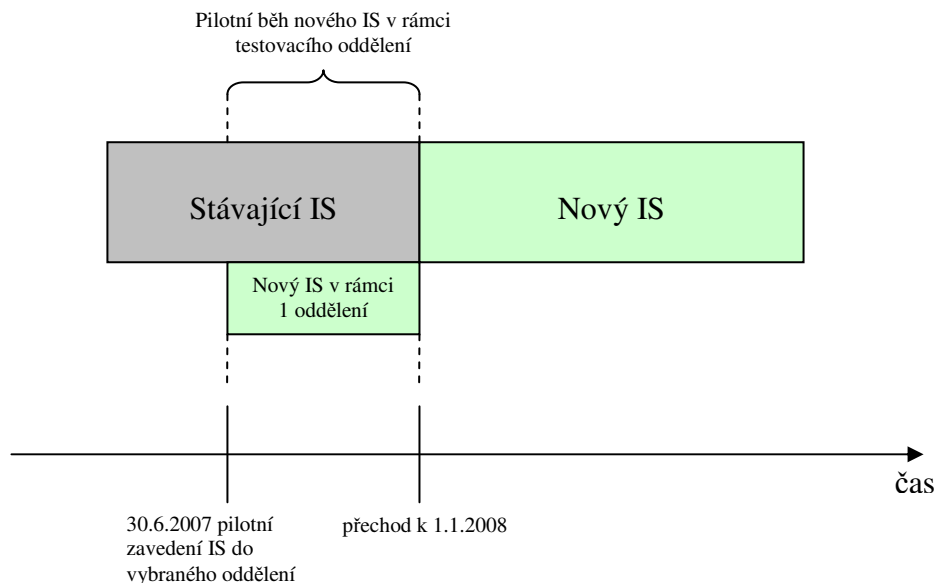 Pilotní běh nového IS v rámci
testovacího oddělení
Stávající IS
Nový IS
Nový IS v rámci
1 oddělení
čas
30.6.2007 pilotní
zavedení IS do
vybraného oddělení
přechod k 1.1.2008